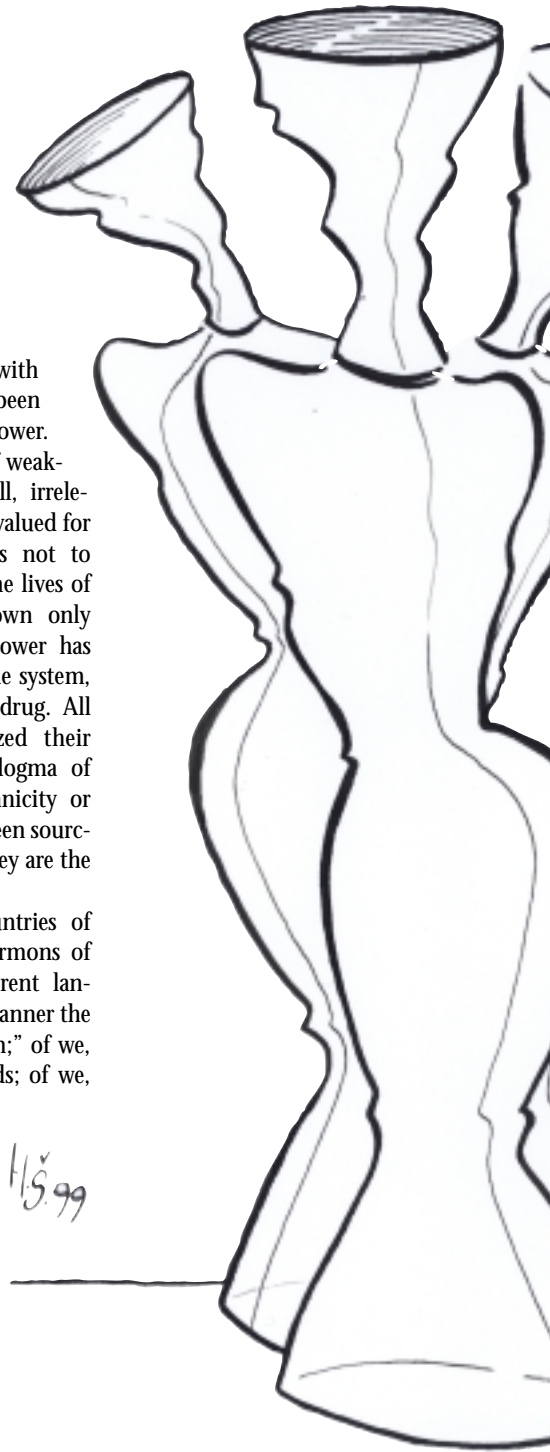 with
been
ower.
f weak-
ll, irrele-
valued for
s not to
ne lives of
own only
ower has
e system,
drug. All
zed their
dogma of
nicity or
een sourc-
ey are the
untries of
rmons of
rent lan-
anner the
n;” of we,
ds; of we,
H.Š.99